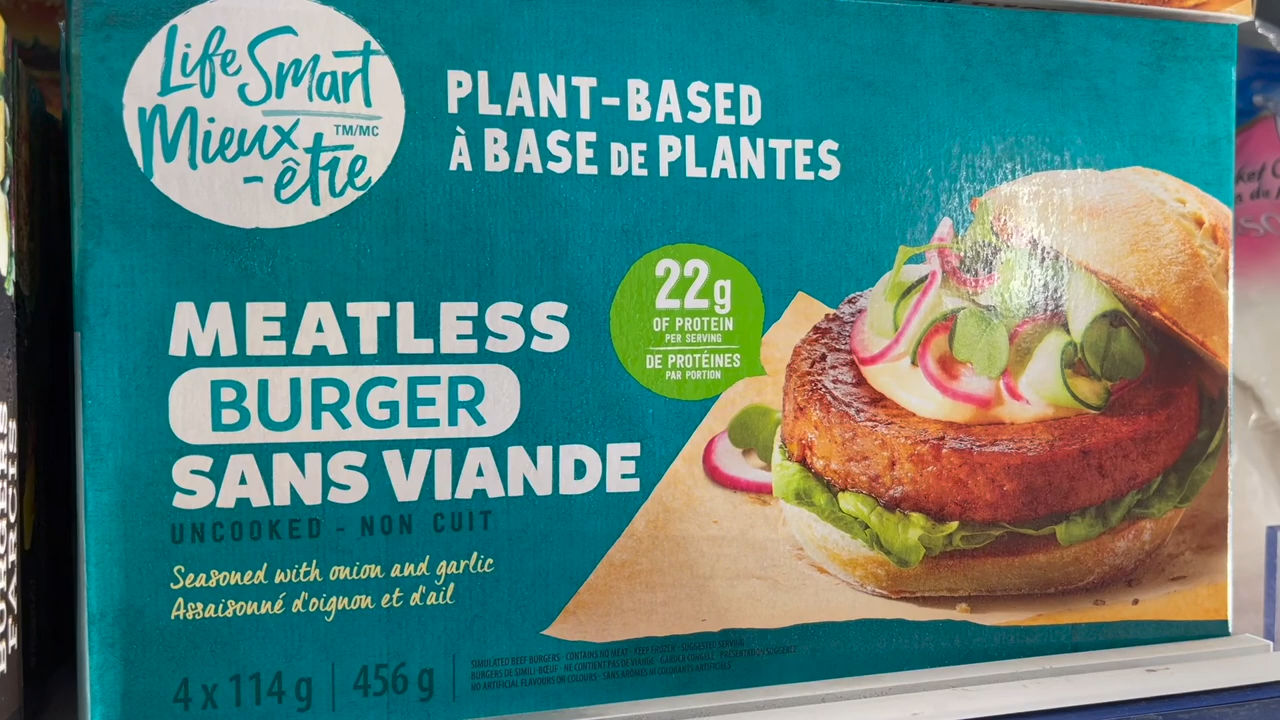 Life Smart
Mieux
-être
TM/MC
PLANT-BASED
À BASE DE PLANTES
22g
OF PROTEIN
PER SERVING
DE PROTÉINES
PAR PORTION
MEATLESS
BURGER
SANS VIANDE
UNCOOKED - NON CUIT
Seasoned with onion and garlic
Assaisonné d'oignon et d'ail
4 x 114 g | 456 g
SIMULATED BEEF BURGERS · CONTAINS NO MEAT · KEEP FROZEN · SUGGESTED SERVING
BURGERS DE SIMILI-BŒUF · NE CONTIENT PAS DE VIANDE · GARDER CONGELÉ · PRÉSENTATION SUGGÉRÉE
NO ARTIFICIAL FLAVOURS OR COLOURS · SANS ARÔMES NI COLORANTS ARTIFICIELS